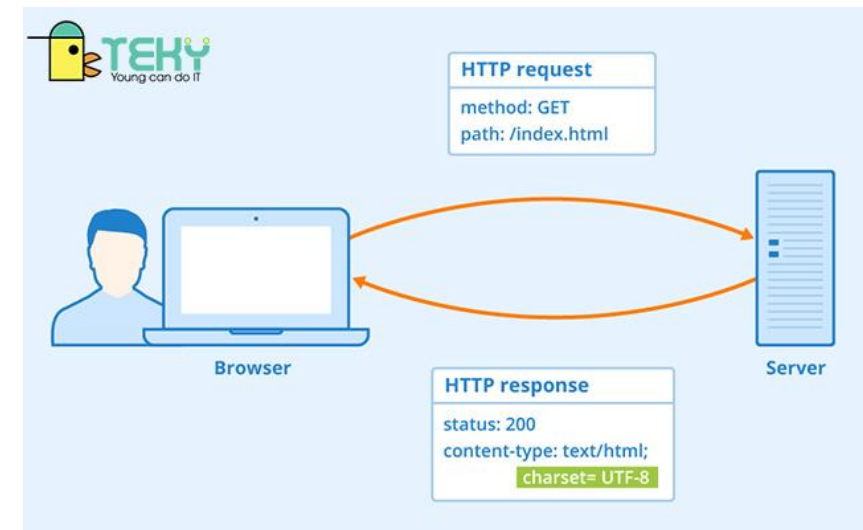 TEKY
Young can do IT
HTTP request
method: GET
path: /index.html
Browser
Server
HTTP response
status: 200
content-type: text/html;
charset= UTF-8